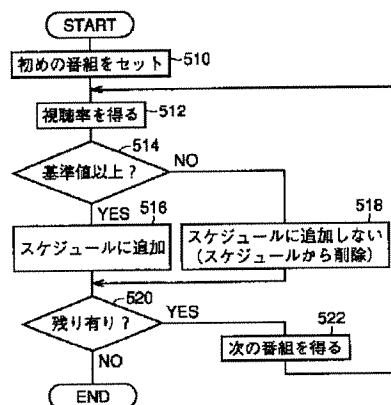 START
初めの番組をセット 510
視聴率を得る 512
514
基準値以上？ NO
YES 516
スケジュールに追加
518
スケジュールに追加しない
(スケジュールから削除)
520
残り有り？ YES
522
次の番組を得る
NO
END